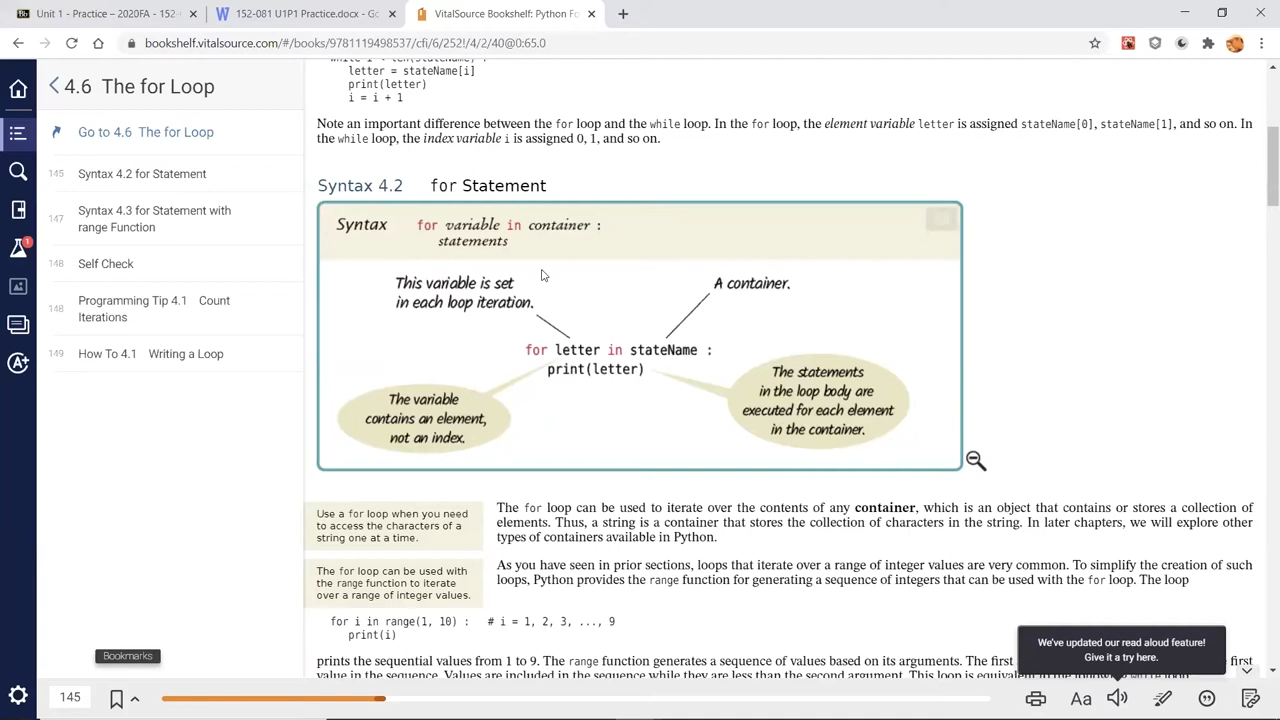 Bb Unit 1 - Practice – 2020FA - 152-
W 152-081 U1P1 Practice.docx - Go
VitalSource Bookshelf: Python Fo
bookshelf.vitalsource.com/#/books/9781119498537/cfi/6/252!/4/2/40@0:65.0
4.6 The for Loop
Go to 4.6 The for Loop
145 Syntax 4.2 for Statement
147 Syntax 4.3 for Statement with
range Function
148 Self Check
148 Programming Tip 4.1 Count
Iterations
149 How To 4.1 Writing a Loop
1
A+
letter = stateName[i]
print(letter)
i = i + 1
Note an important difference between the for loop and the while loop. In the for loop, the element variable letter is assigned stateName[0], stateName[1], and so on. In
the while loop, the index variable i is assigned 0, 1, and so on.
Syntax 4.2 for Statement
Syntax for variable in container :
statements
This variable is set
in each loop iteration.
A container.
for letter in stateName :
print(letter)
The variable
contains an element,
not an index.
The statements
in the loop body are
executed for each element
in the container.
Use a for loop when you need
to access the characters of a
string one at a time.
The for loop can be used to iterate over the contents of any container, which is an object that contains or stores a collection of
elements. Thus, a string is a container that stores the collection of characters in the string. In later chapters, we will explore other
types of containers available in Python.
The for loop can be used with
the range function to iterate
over a range of integer values.
As you have seen in prior sections, loops that iterate over a range of integer values are very common. To simplify the creation of such
loops, Python provides the range function for generating a sequence of integers that can be used with the for loop. The loop
for i in range(1, 10) : # i = 1, 2, 3, ..., 9
print(i)
prints the sequential values from 1 to 9. The range function generates a sequence of values based on its arguments. The first first
We've updated our read aloud feature!
Give it a try here.
Bookmarks
145
Aa